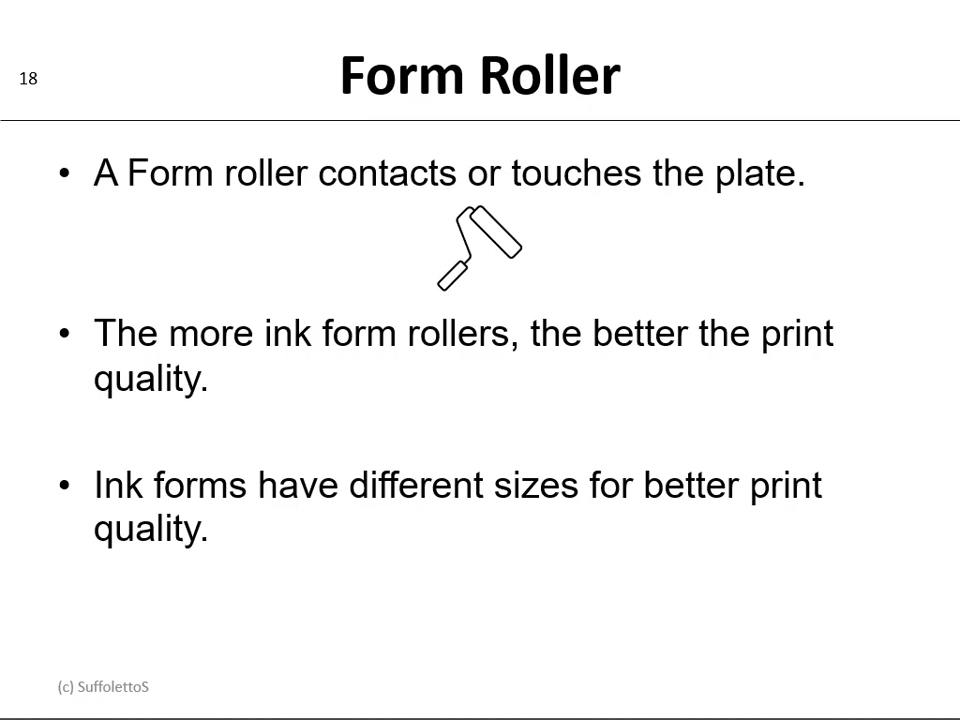 18
Form Roller
• A Form roller contacts or touches the plate.
• The more ink form rollers, the better the print
quality.
• Ink forms have different sizes for better print
quality.
(c) SuffolettoS